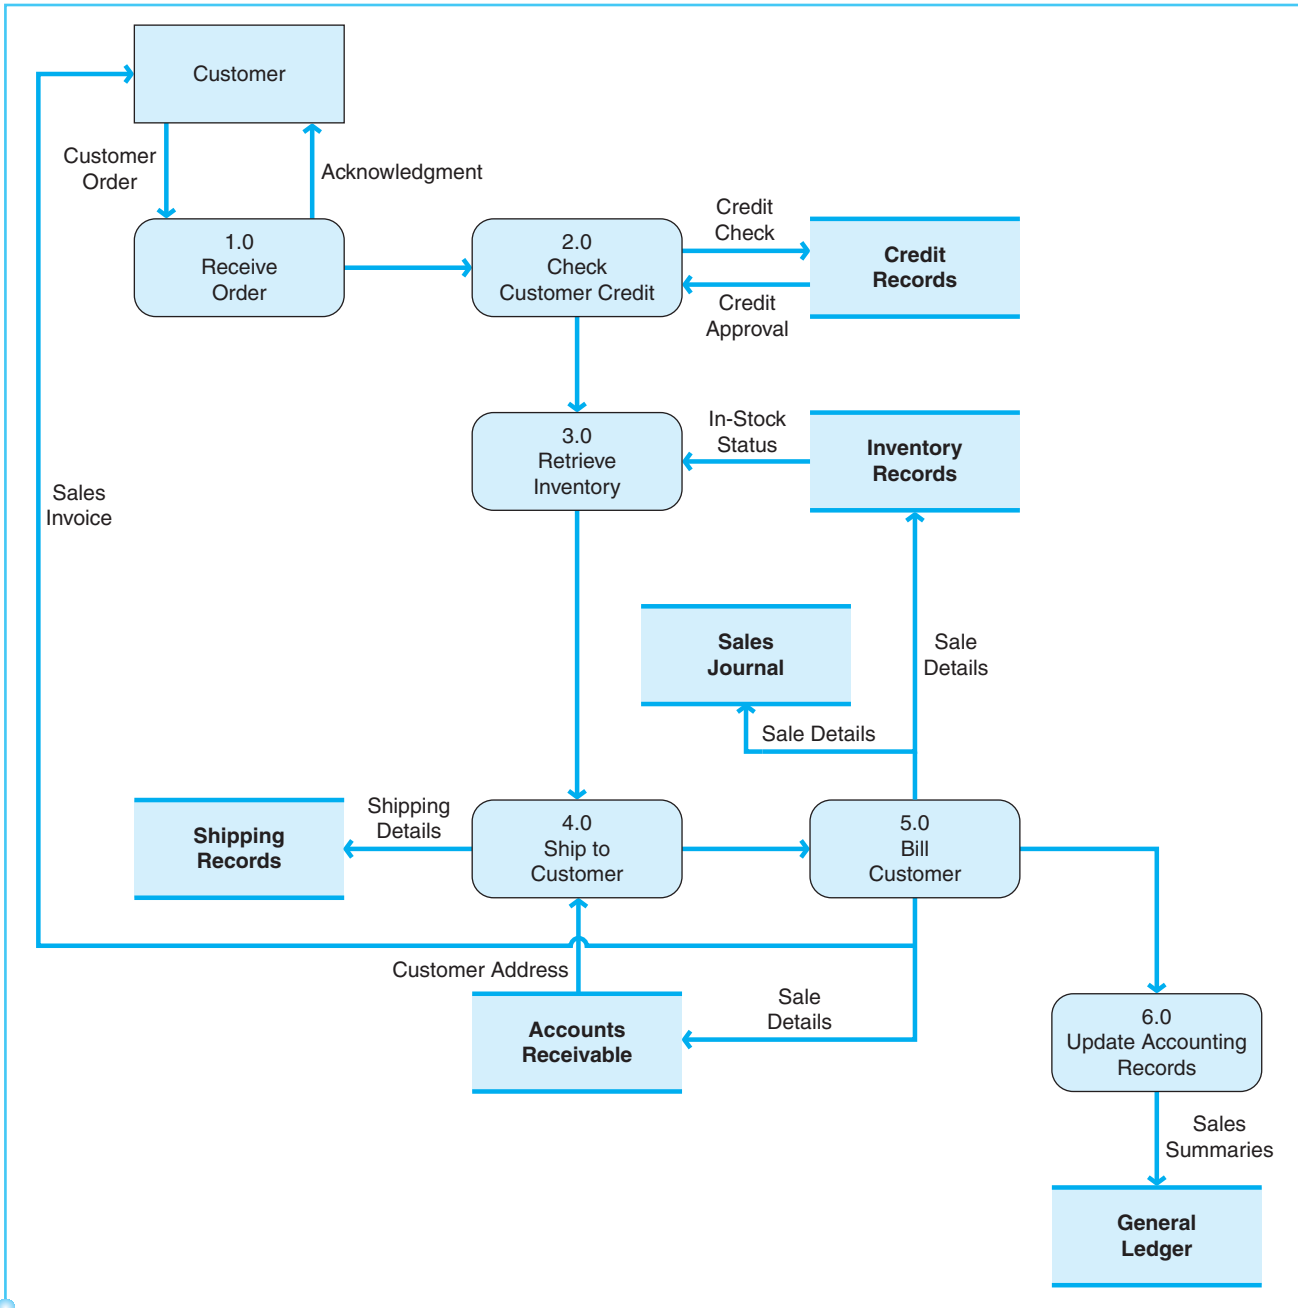 Customer
Customer
Order
Acknowledgment
1.0
Receive
Order
2.0
Check
Customer Credit
Credit
Check
Credit
Approval
Credit
Records
3.0
Retrieve
Inventory
In-Stock
Status
Inventory
Records
Sales
Invoice
Sales
Journal
Sale
Details
Sale Details
Shipping
Records
Shipping
Details
4.0
Ship to
Customer
5.0
Bill
Customer
Customer Address
Accounts
Receivable
Sale
Details
6.0
Update Accounting
Records
Sales
Summaries
General
Ledger